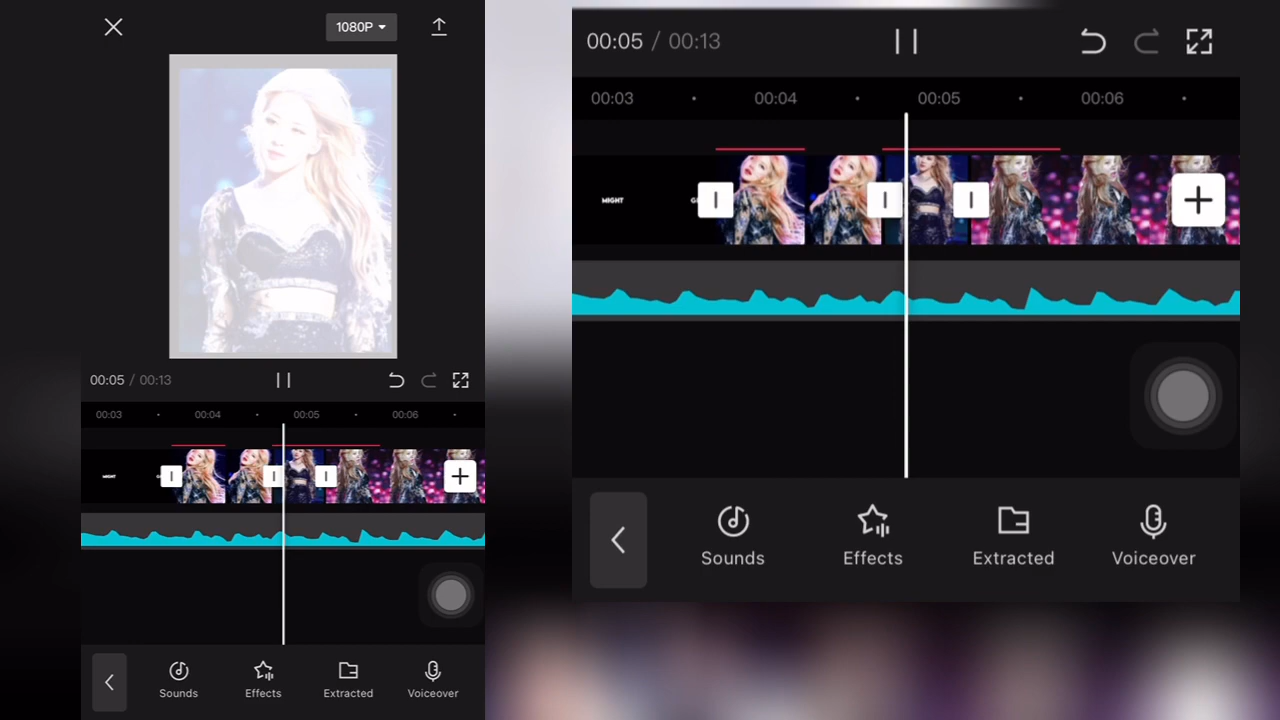 1080P
00:05 / 00:13
00:03
00:04
00:05
00:06
MIGHT
Sounds
Effects
Extracted
Voiceover
00:05 / 00:13
00:03
00:04
00:05
00:06
MIGHT
Sounds
Effects
Extracted
Voiceover